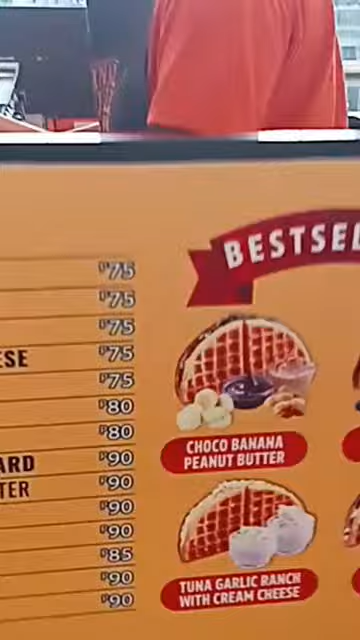 ₱75
₱75
₱75
ESE ₱75
₱75
₱80
₱80
ARD ₱90
TER ₱90
₱90
₱90
₱85
₱90
₱90
BESTSEL
CHOCO BANANA
PEANUT BUTTER
TUNA GARLIC RANCH
WITH CREAM CHEESE